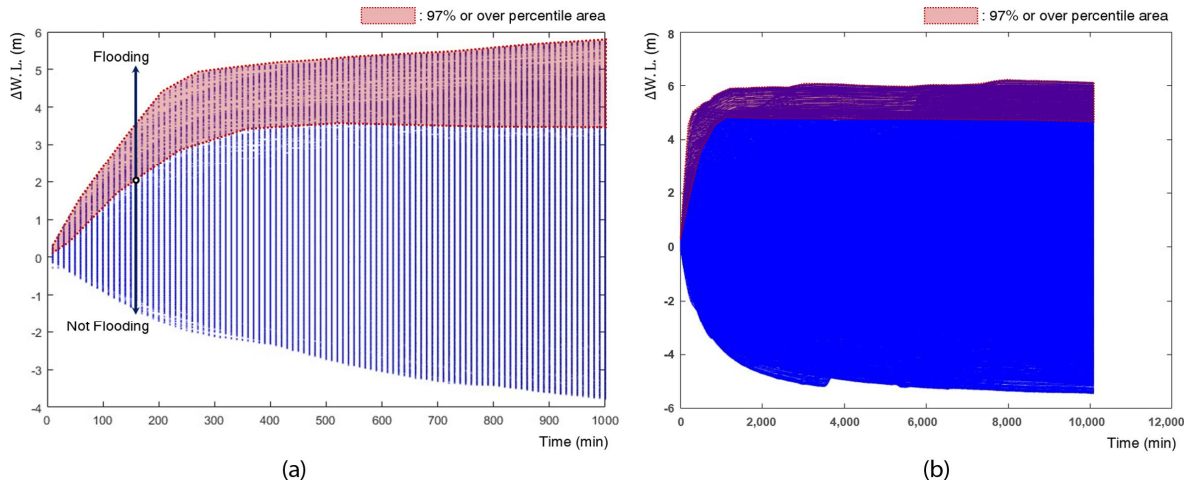 : 97% or over percentile area
: 97% or over percentile area
6
5
4
3
2
1
0
-1
-2
-3
-4
ΔW. L. (m)
Flooding
Not Flooding
0 100 200 300 400 500 600 700 800 900 1000
Time (min)
(a)
8
6
4
2
0
-2
-4
-6
ΔW. L. (m)
0 2,000 4,000 6,000 8,000 10,000 12,000
Time (min)
(b)